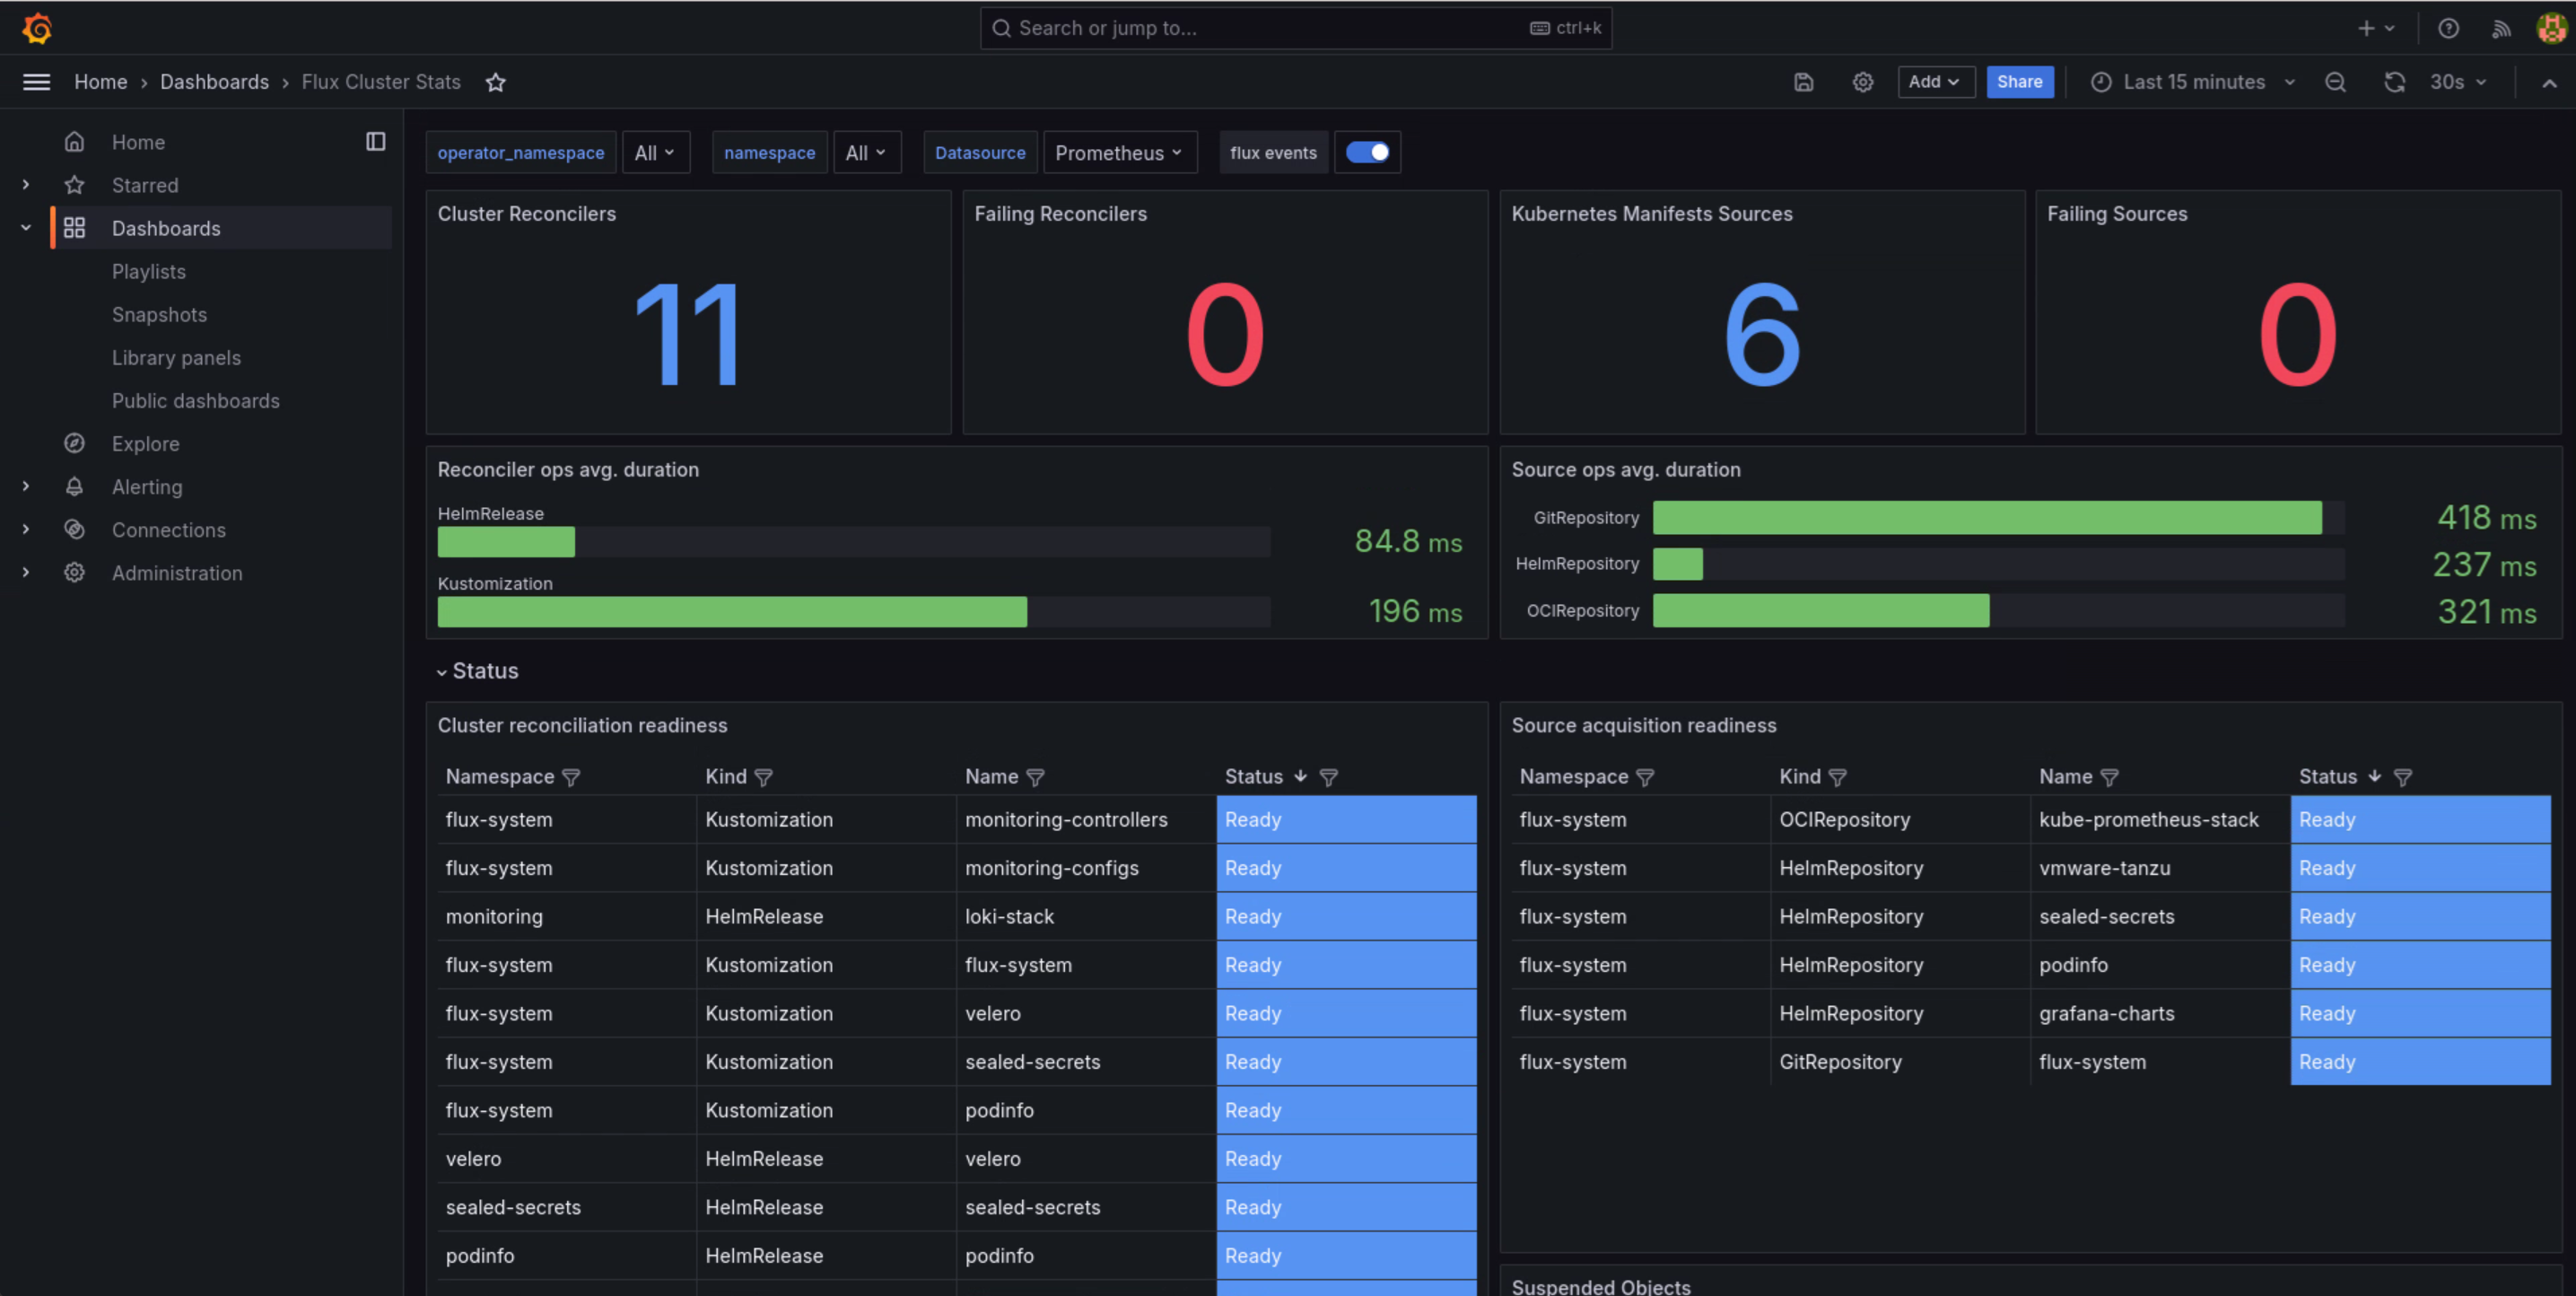 Search or jump to...
ctrl+k
Home › Dashboards › Flux Cluster Stats
Add
Share
Last 15 minutes
30s
Home
Starred
Dashboards
Playlists
Snapshots
Library panels
Public dashboards
Explore
Alerting
Connections
Administration
operator_namespace All namespace All Datasource Prometheus flux events
Cluster Reconcilers
11
Failing Reconcilers
0
Kubernetes Manifests Sources
6
Failing Sources
0
Reconciler ops avg. duration
HelmRelease
84.8 ms
Kustomization
196 ms
Source ops avg. duration
GitRepository 418 ms
HelmRepository 237 ms
OCIRepository 321 ms
Status
Cluster reconciliation readiness
Namespace Kind Name Status
flux-system Kustomization monitoring-controllers Ready
flux-system Kustomization monitoring-configs Ready
monitoring HelmRelease loki-stack Ready
flux-system Kustomization flux-system Ready
flux-system Kustomization velero Ready
flux-system Kustomization sealed-secrets Ready
flux-system Kustomization podinfo Ready
velero HelmRelease velero Ready
sealed-secrets HelmRelease sealed-secrets Ready
podinfo HelmRelease podinfo Ready
Source acquisition readiness
Namespace Kind Name Status
flux-system OCIRepository kube-prometheus-stack Ready
flux-system HelmRepository vmware-tanzu Ready
flux-system HelmRepository sealed-secrets Ready
flux-system HelmRepository podinfo Ready
flux-system HelmRepository grafana-charts Ready
flux-system GitRepository flux-system Ready
Suspended Objects